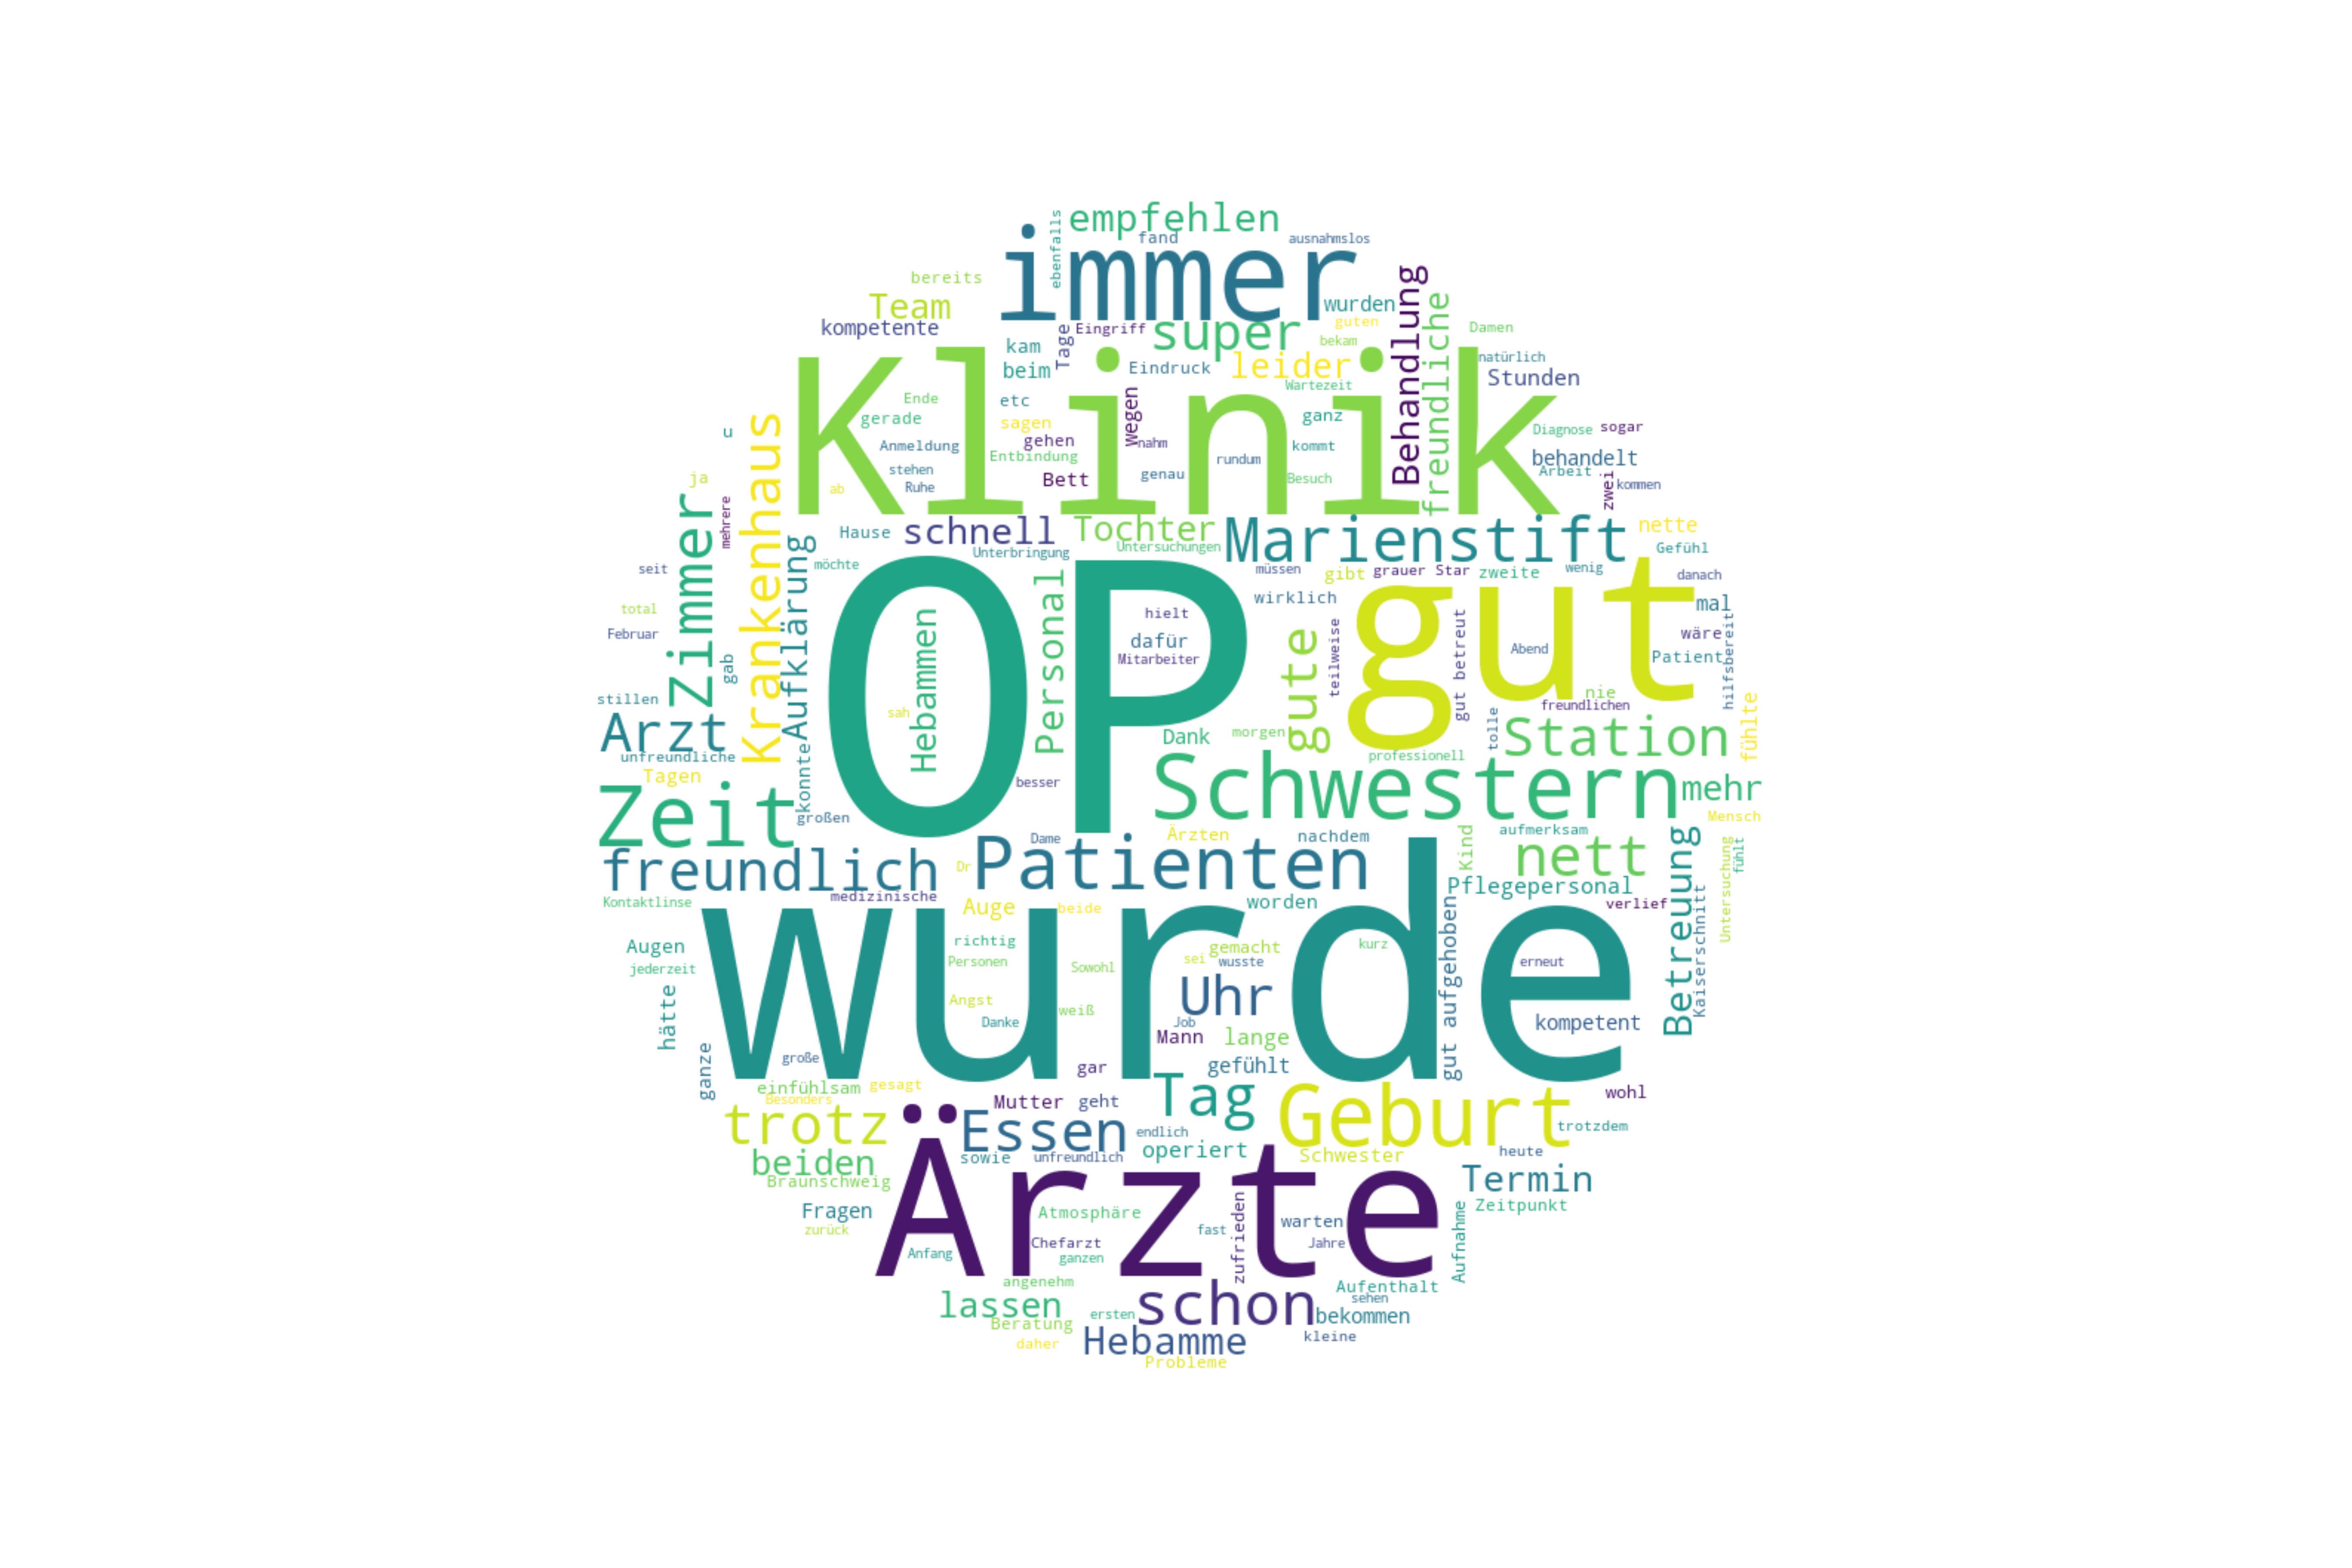 empfehlen
ebenfalls
fand
ausnahmslos
immer
bereits
Team
wurden
kompetente
super
Eingriff
guten
Damen
Behandlung
freundliche
kam
Tage
bekam
beim
Eindruck
leider
natürlich
Stunden
Wartezeit
Klinik
Ende
etc
wegen
gerade
sagen
ganz
u
Anmeldung
gehen
nahm
kommt
Diagnose
sogar
Entbindung
rundum
behandelt
stehen
genau
Besuch
Arbeit
ja
ab
Ruhe
Bett
zwei
kommen
Krankenhaus
Zimmer
mehrere
Hause
schnell
Tochter
Marienstift
nette
Unterbringung
Untersuchungen
Gefühl
Aufklärung
möchte
seit
müssen
gibt
grauer Star
zweite
wenig
danach
OP
gut
Personal
wirklich
mal
total
Hebammen
hielt
Februar
dafür
gute
teilweise
gut betreut
Abend
wäre
hilfsbereit
gab
Mitarbeiter
Patient
stillen
nie
freundlichen
sah
Arzt
Dank
morgen
tolle
Station
fühlte
unfreundliche
konnte
professionell
Tagen
besser
Schwestern
mehr
Zeit
großen
Mensch
Dame
Ärzten
nachdem
aufmerksam
Kind
nett
Betreuung
Untersuchung
fühlt
freundlich
Dr
Patienten
Pflegepersonal
Kontaktlinse
medizinische
Auge
beide
worden
verlief
Kaiserschnitt
wurde
Augen
richtig
gemacht
kurz
gut aufgehoben
jederzeit
Personen
Sowohl
sei
wusste
erneut
hätte
Angst
weiß
Uhr
Danke
Job
kompetent
Mann
lange
ganze
große
gar
gefühlt
einfühlsam
gesagt
Besonders
Mutter
geht
Tag
Geburt
wohl
trotz
Essen
endlich
trotzdem
beiden
sowie
unfreundlich
operiert
Schwester
heute
Braunschweig
Ärzte
Termin
Fragen
Atmosphäre
zufrieden
warten
Aufnahme
Zeitpunkt
zurück
fast
Anfang
Chefarzt
ganzen
Jahre
angenehm
Aufenthalt
lassen
ersten
schon
sehen
bekommen
Beratung
daher
Hebamme
kleine
Probleme